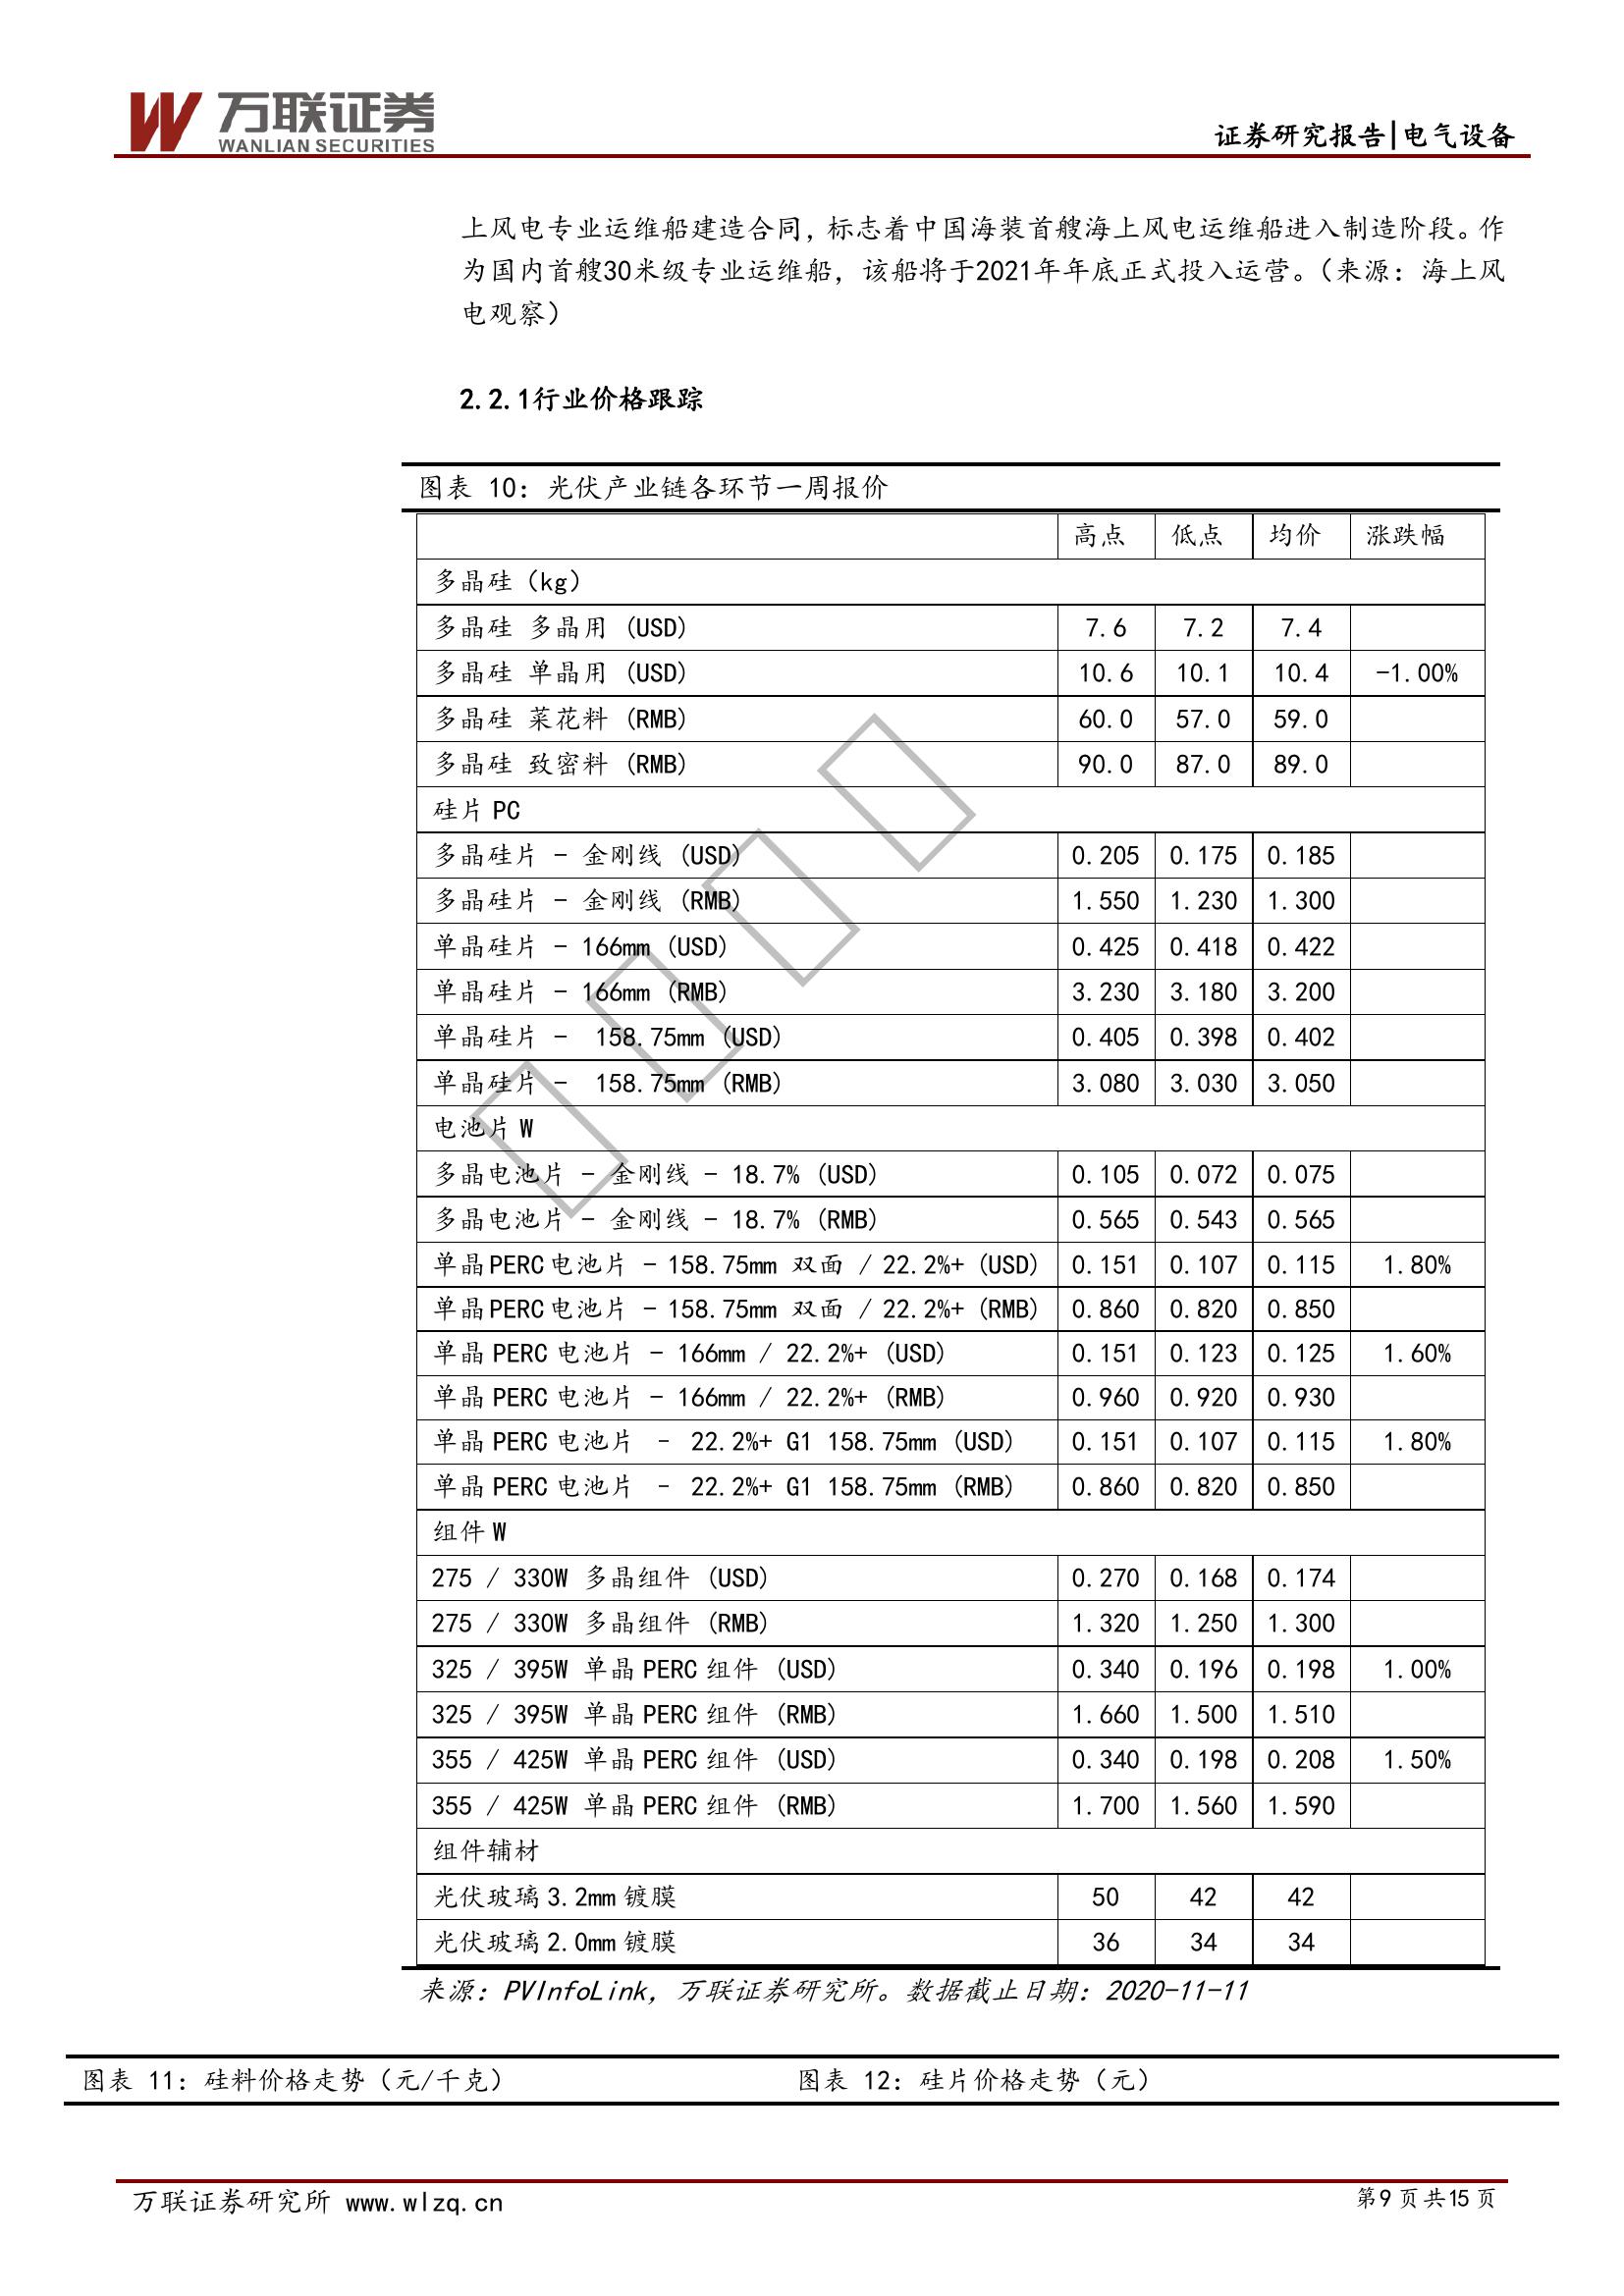 万联证券
WANLIAN SECURITIES
证券研究报告|电气设备
上风电专业运维船建造合同，标志着中国海装首艘海上风电运维船进入制造阶段。作
为国内首艘30米级专业运维船，该船将于2021年年底正式投入运营。（来源：海上风
电观察）
2.2.1行业价格跟踪
图表 10：光伏产业链各环节一周报价
高点 低点 均价 涨跌幅
多晶硅（kg）
多晶硅 多晶用 (USD) 7.6 7.2 7.4
多晶硅 单晶用 (USD) 10.6 10.1 10.4 -1.00%
多晶硅 菜花料 (RMB) 60.0 57.0 59.0
多晶硅 致密料 (RMB) 90.0 87.0 89.0
硅片 PC
多晶硅片 - 金刚线 (USD) 0.205 0.175 0.185
多晶硅片 - 金刚线 (RMB) 1.550 1.230 1.300
单晶硅片 - 166mm (USD) 0.425 0.418 0.422
单晶硅片 - 166mm (RMB) 3.230 3.180 3.200
单晶硅片 - 158.75mm (USD) 0.405 0.398 0.402
单晶硅片 - 158.75mm (RMB) 3.080 3.030 3.050
电池片 W
多晶电池片 - 金刚线 - 18.7% (USD) 0.105 0.072 0.075
多晶电池片 - 金刚线 - 18.7% (RMB) 0.565 0.543 0.565
单晶PERC电池片 - 158.75mm 双面 / 22.2%+ (USD) 0.151 0.107 0.115 1.80%
单晶PERC电池片 - 158.75mm 双面 / 22.2%+ (RMB) 0.860 0.820 0.850
单晶 PERC 电池片 - 166mm / 22.2%+ (USD) 0.151 0.123 0.125 1.60%
单晶 PERC 电池片 - 166mm / 22.2%+ (RMB) 0.960 0.920 0.930
单晶 PERC 电池片 – 22.2%+ G1 158.75mm (USD) 0.151 0.107 0.115 1.80%
单晶 PERC 电池片 – 22.2%+ G1 158.75mm (RMB) 0.860 0.820 0.850
组件 W
275 / 330W 多晶组件 (USD) 0.270 0.168 0.174
275 / 330W 多晶组件 (RMB) 1.320 1.250 1.300
325 / 395W 单晶 PERC 组件 (USD) 0.340 0.196 0.198 1.00%
325 / 395W 单晶 PERC 组件 (RMB) 1.660 1.500 1.510
355 / 425W 单晶 PERC 组件 (USD) 0.340 0.198 0.208 1.50%
355 / 425W 单晶 PERC 组件 (RMB) 1.700 1.560 1.590
组件辅材
光伏玻璃 3.2mm 镀膜 50 42 42
光伏玻璃 2.0mm 镀膜 36 34 34
来源：PVInfoLink，万联证券研究所。数据截止日期：2020-11-11
图表 11：硅料价格走势（元/千克） 图表 12：硅片价格走势（元）
万联证券研究所 www.wlzq.cn 第9页共15页